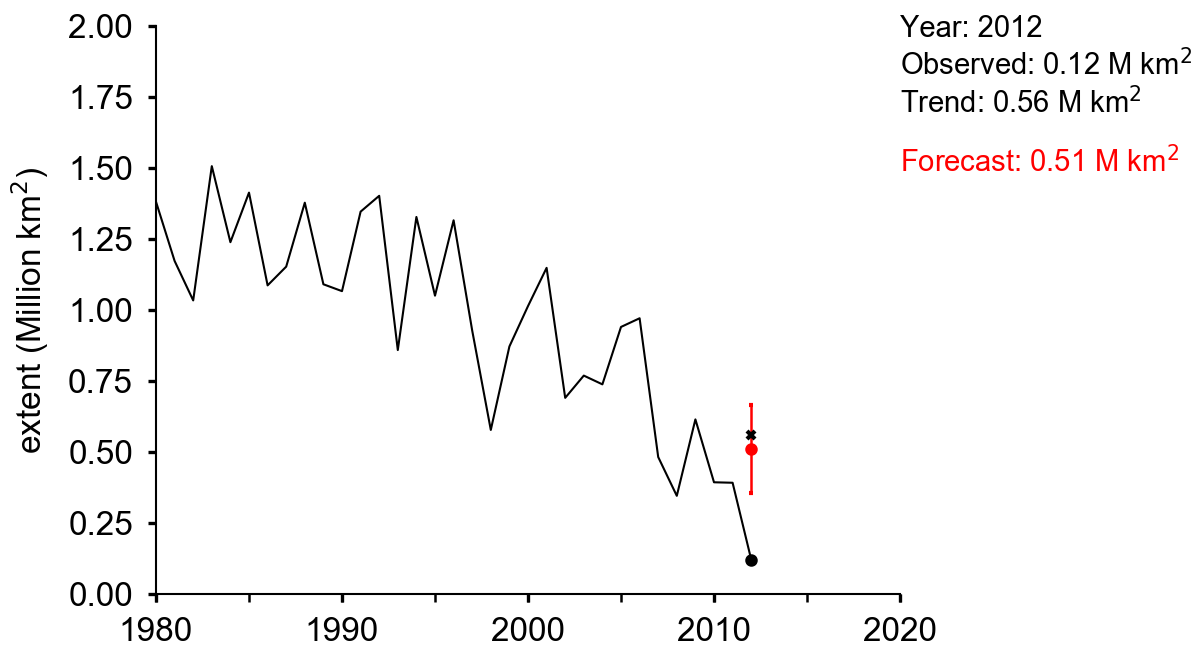 2.00
1.75
1.50
1.25
1.00
0.75
0.50
0.25
0.00
extent (Million km²)
1980 1990 2000 2010 2020
Year: 2012
Observed: 0.12 M km²
Trend: 0.56 M km²
Forecast: 0.51 M km²